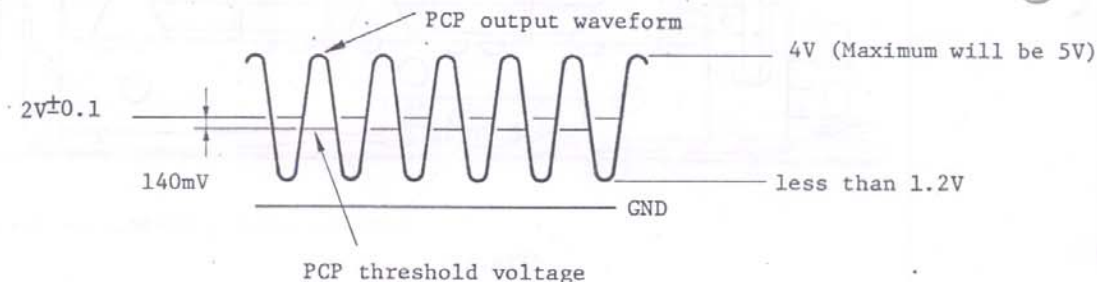 PCP output waveform
4V (Maximum will be 5V)
2V±0.1
140mV
less than 1.2V
GND
PCP threshold voltage